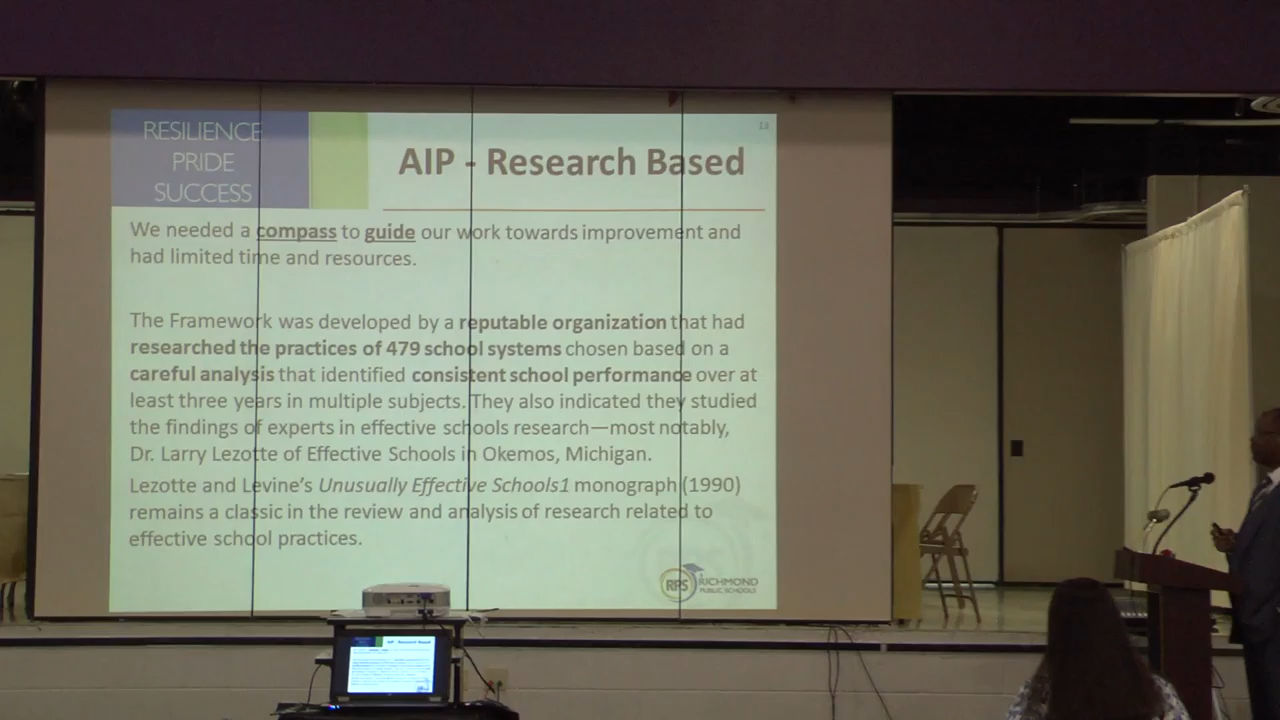 RESILIENCE
PRIDE
SUCCESS
AIP - Research Based
We needed a compass to guide our work towards improvement and
had limited time and resources.
The Framework was developed by a reputable organization that had
researched the practices of 479 school systems chosen based on a
careful analysis that identified consistent school performance over at
least three years in multiple subjects. They also indicated they studied
the findings of experts in effective schools research—most notably,
Dr. Larry Lezotte of Effective Schools in Okemos, Michigan.
Lezotte and Levine's Unusually Effective Schools1 monograph (1990)
remains a classic in the review and analysis of research related to
effective school practices.
RPS RICHMOND
PUBLIC SCHOOLS
AIP - Research Based